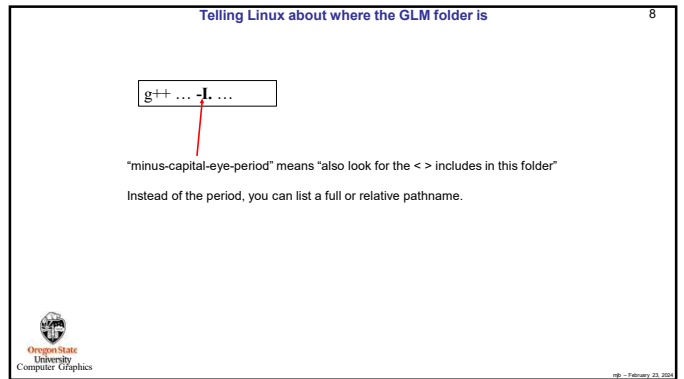 Telling Linux about where the GLM folder is
8
g++ … -I. …
“minus-capital-eye-period” means “also look for the < > includes in this folder”
Instead of the period, you can list a full or relative pathname.
Oregon State
University
Computer Graphics
mjb – February 23, 2024